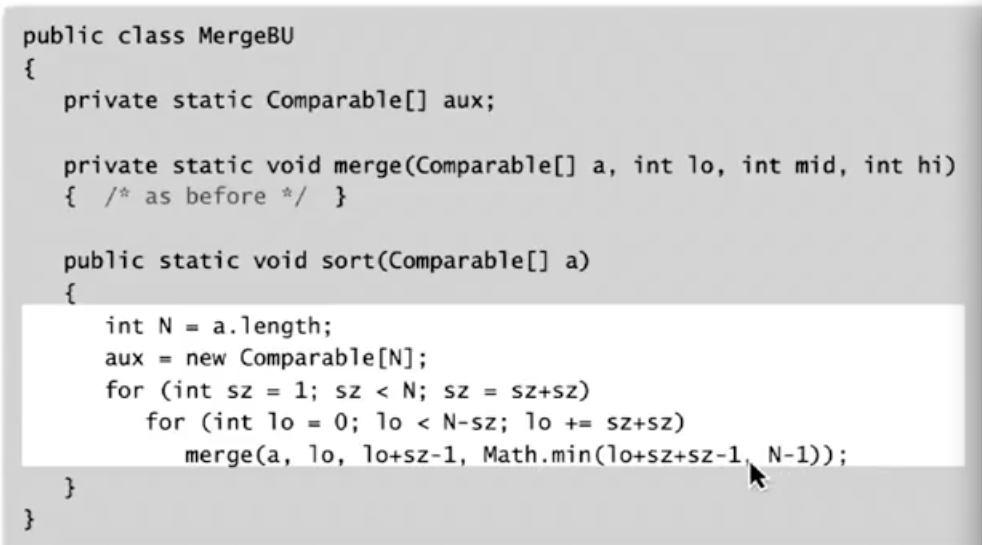 public class MergeBU
{
private static Comparable[] aux;
private static void merge(Comparable[] a, int lo, int mid, int hi)
{ /* as before */ }
public static void sort(Comparable[] a)
{
int N = a.length;
aux = new Comparable[N];
for (int sz = 1; sz < N; sz = sz+sz)
for (int lo = 0; lo < N-sz; lo += sz+sz)
merge(a, lo, lo+sz-1, Math.min(lo+sz+sz-1, N-1));
}
}